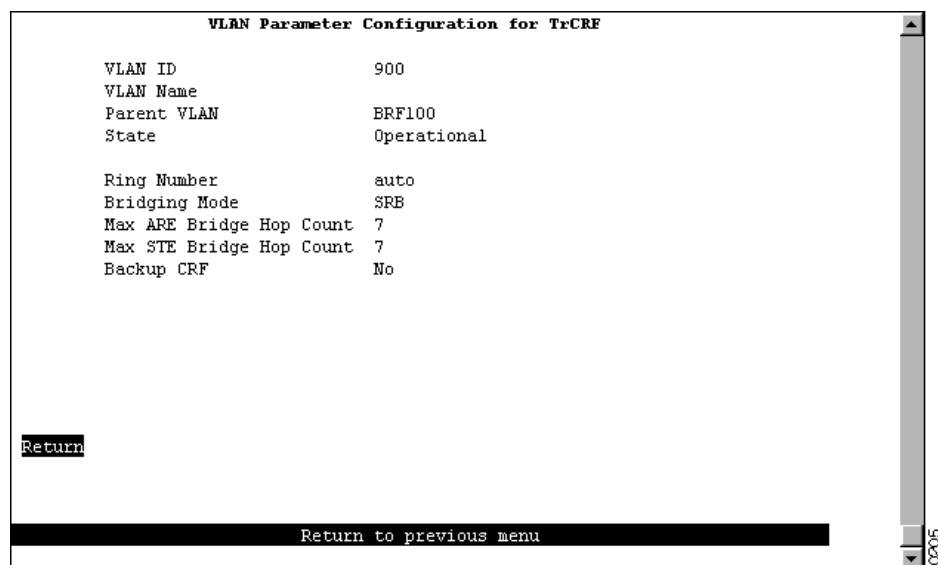 VLAN Parameter Configuration for TrCRF
VLAN ID 900
VLAN Name
Parent VLAN BRF100
State Operational
Ring Number auto
Bridging Mode SRB
Max ARE Bridge Hop Count 7
Max STE Bridge Hop Count 7
Backup CRF No
Return
Return to previous menu